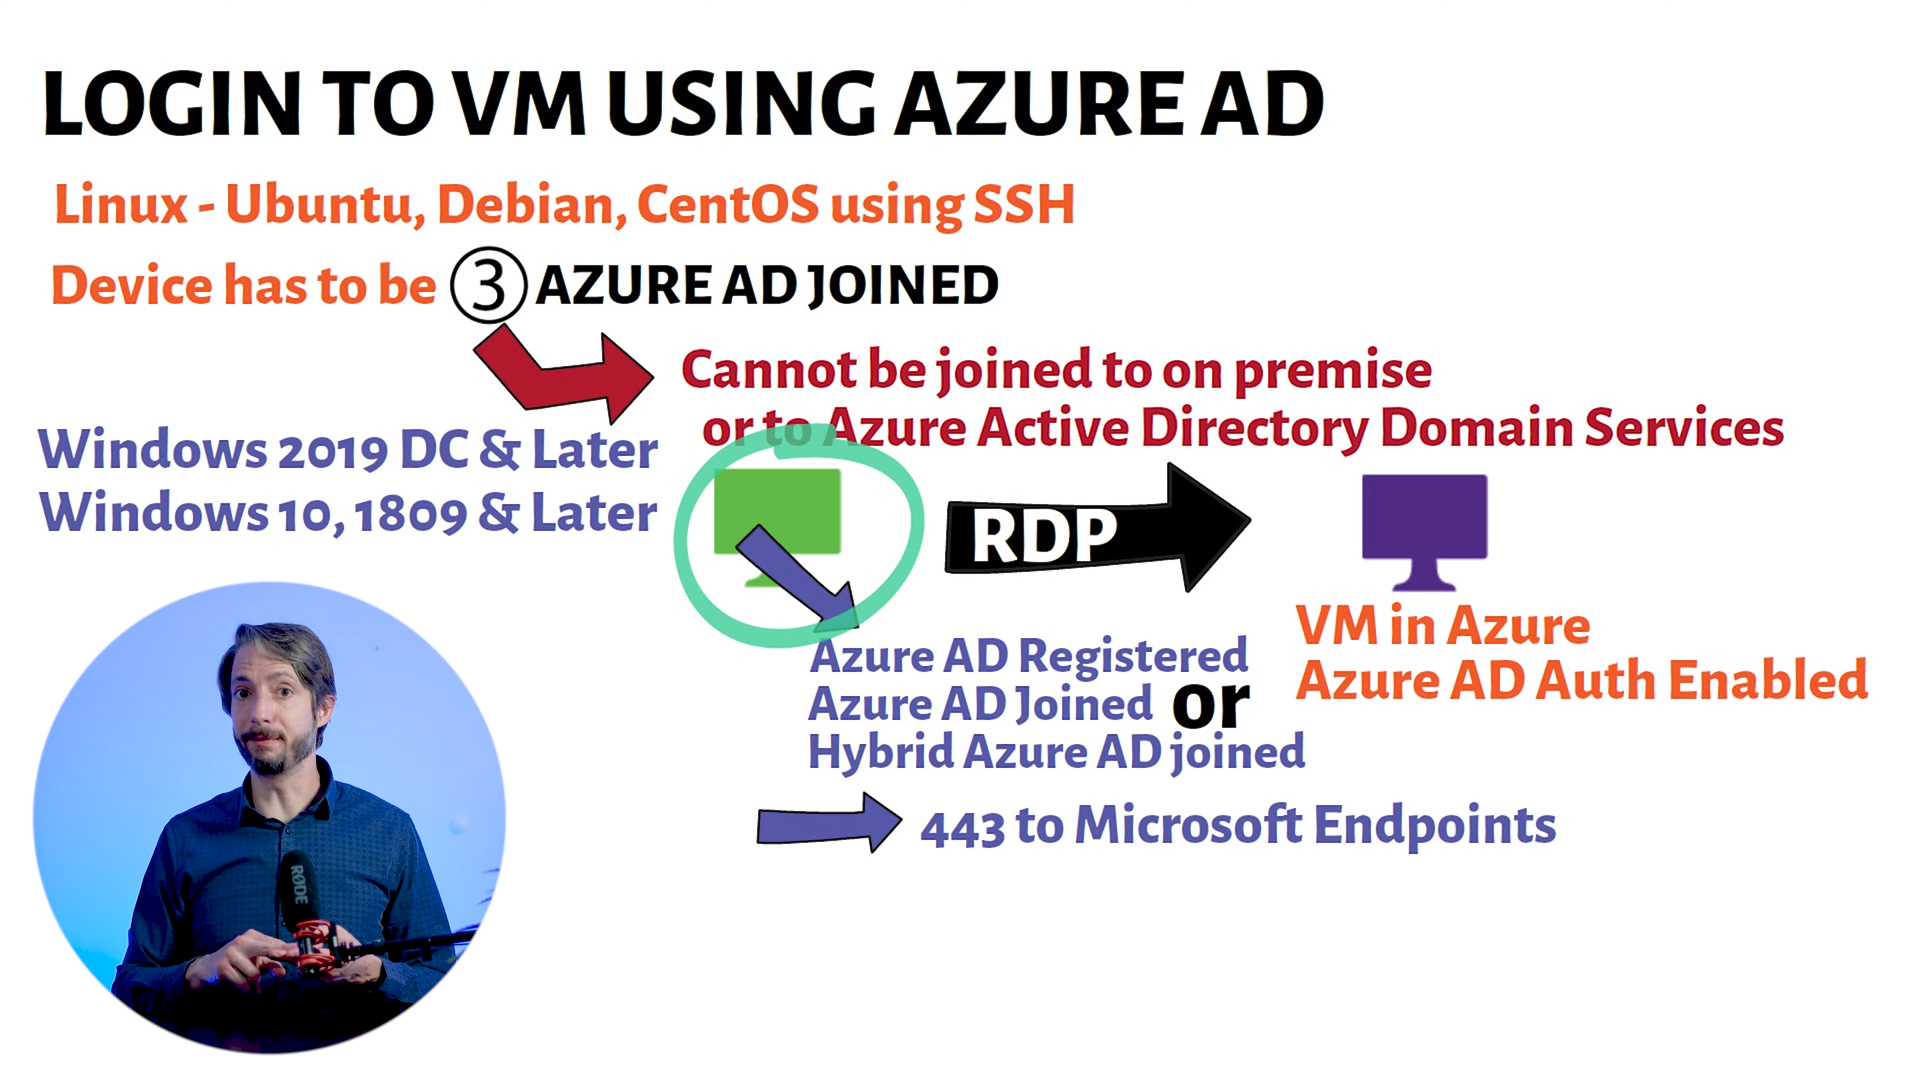 LOGIN TO VM USING AZURE AD
Linux - Ubuntu, Debian, CentOS using SSH
Device has to be ③ AZURE AD JOINED
Cannot be joined to on premise
or to Azure Active Directory Domain Services
Windows 2019 DC & Later
Windows 10, 1809 & Later
RDP
VM in Azure
Azure AD Auth Enabled
Azure AD Registered
Azure AD Joined or
Hybrid Azure AD joined
443 to Microsoft Endpoints
RØDE